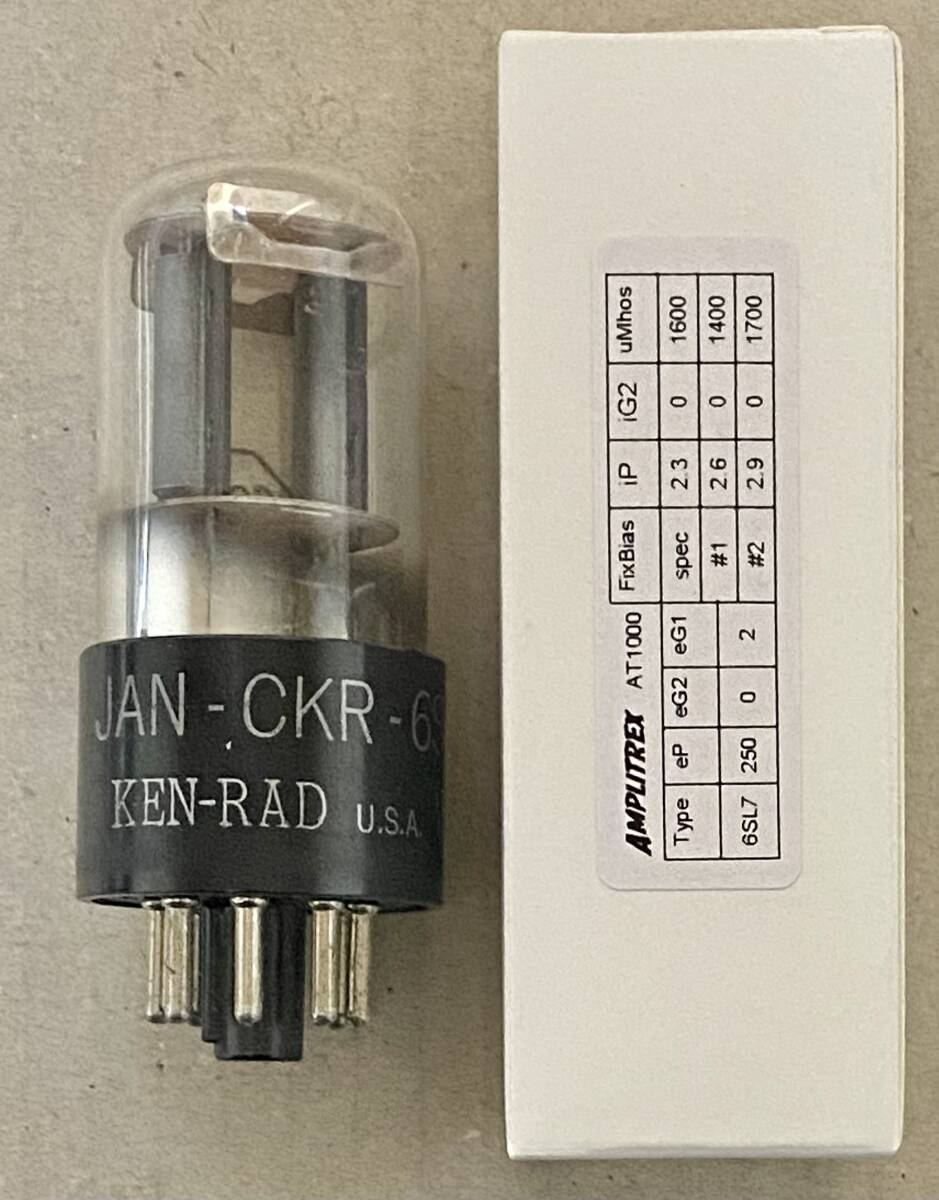 JAN - CKR - 6S
KEN-RAD U.S.A.
AMPLITREX AT1000 FixBias iP iG2 uMhos
spec 2.3 0 1600
#1 2.6 0 1400
#2 2.9 0 1700
Type eP eG2 eG1
6SL7 250 0 2